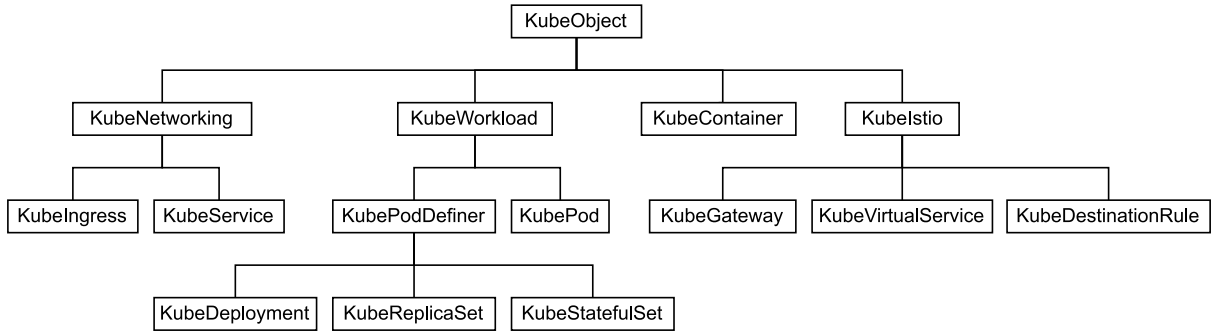 KubeObject
KubeNetworking
KubeWorkload
KubeContainer
KubeIstio
KubeIngress
KubeService
KubePodDefiner
KubePod
KubeGateway
KubeVirtualService
KubeDestinationRule
KubeDeployment
KubeReplicaSet
KubeStatefulSet